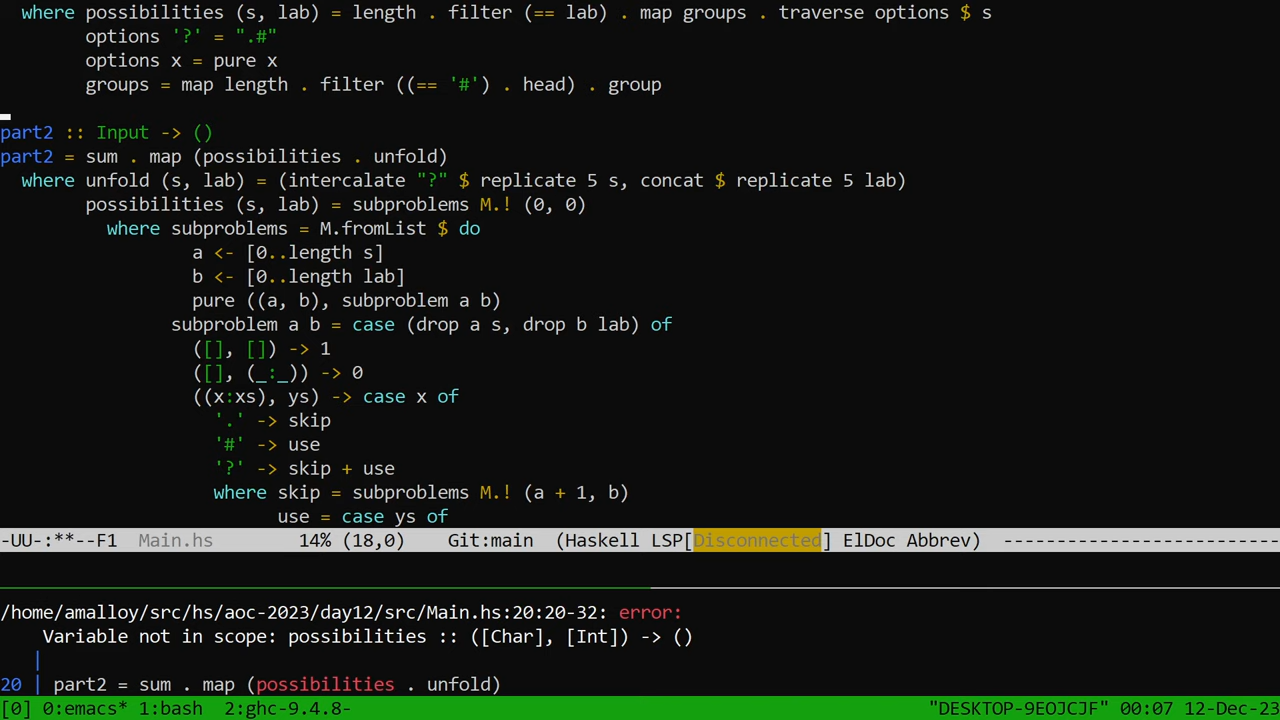 where possibilities (s, lab) = length . filter (== lab) . map groups . traverse options $ s
        options '?' = ".#"
        options x = pure x
        groups = map length . filter ((== '#') . head) . group
part2 :: Input -> ()
part2 = sum . map (possibilities . unfold)
  where unfold (s, lab) = (intercalate "?" $ replicate 5 s, concat $ replicate 5 lab)
        possibilities (s, lab) = subproblems M.! (0, 0)
          where subproblems = M.fromList $ do
                  a <- [0..length s]
                  b <- [0..length lab]
                  pure ((a, b), subproblem a b)
                subproblem a b = case (drop a s, drop b lab) of
                  ([], []) -> 1
                  ([], (_:_)) -> 0
                  ((x:xs), ys) -> case x of
                    '.' -> skip
                    '#' -> use
                    '?' -> skip + use
                    where skip = subproblems M.! (a + 1, b)
                          use = case ys of
-UU-:**--F1  Main.hs        14% (18,0)    Git:main  (Haskell LSP[Disconnected] ElDoc Abbrev) --------------------------
/home/amalloy/src/hs/aoc-2023/day12/src/Main.hs:20:20-32: error:
    Variable not in scope: possibilities :: ([Char], [Int]) -> ()
   |
20 | part2 = sum . map (possibilities . unfold)
[0] 0:emacs* 1:bash  2:ghc-9.4.8- "DESKTOP-9EOJCJF" 00:07 12-Dec-23